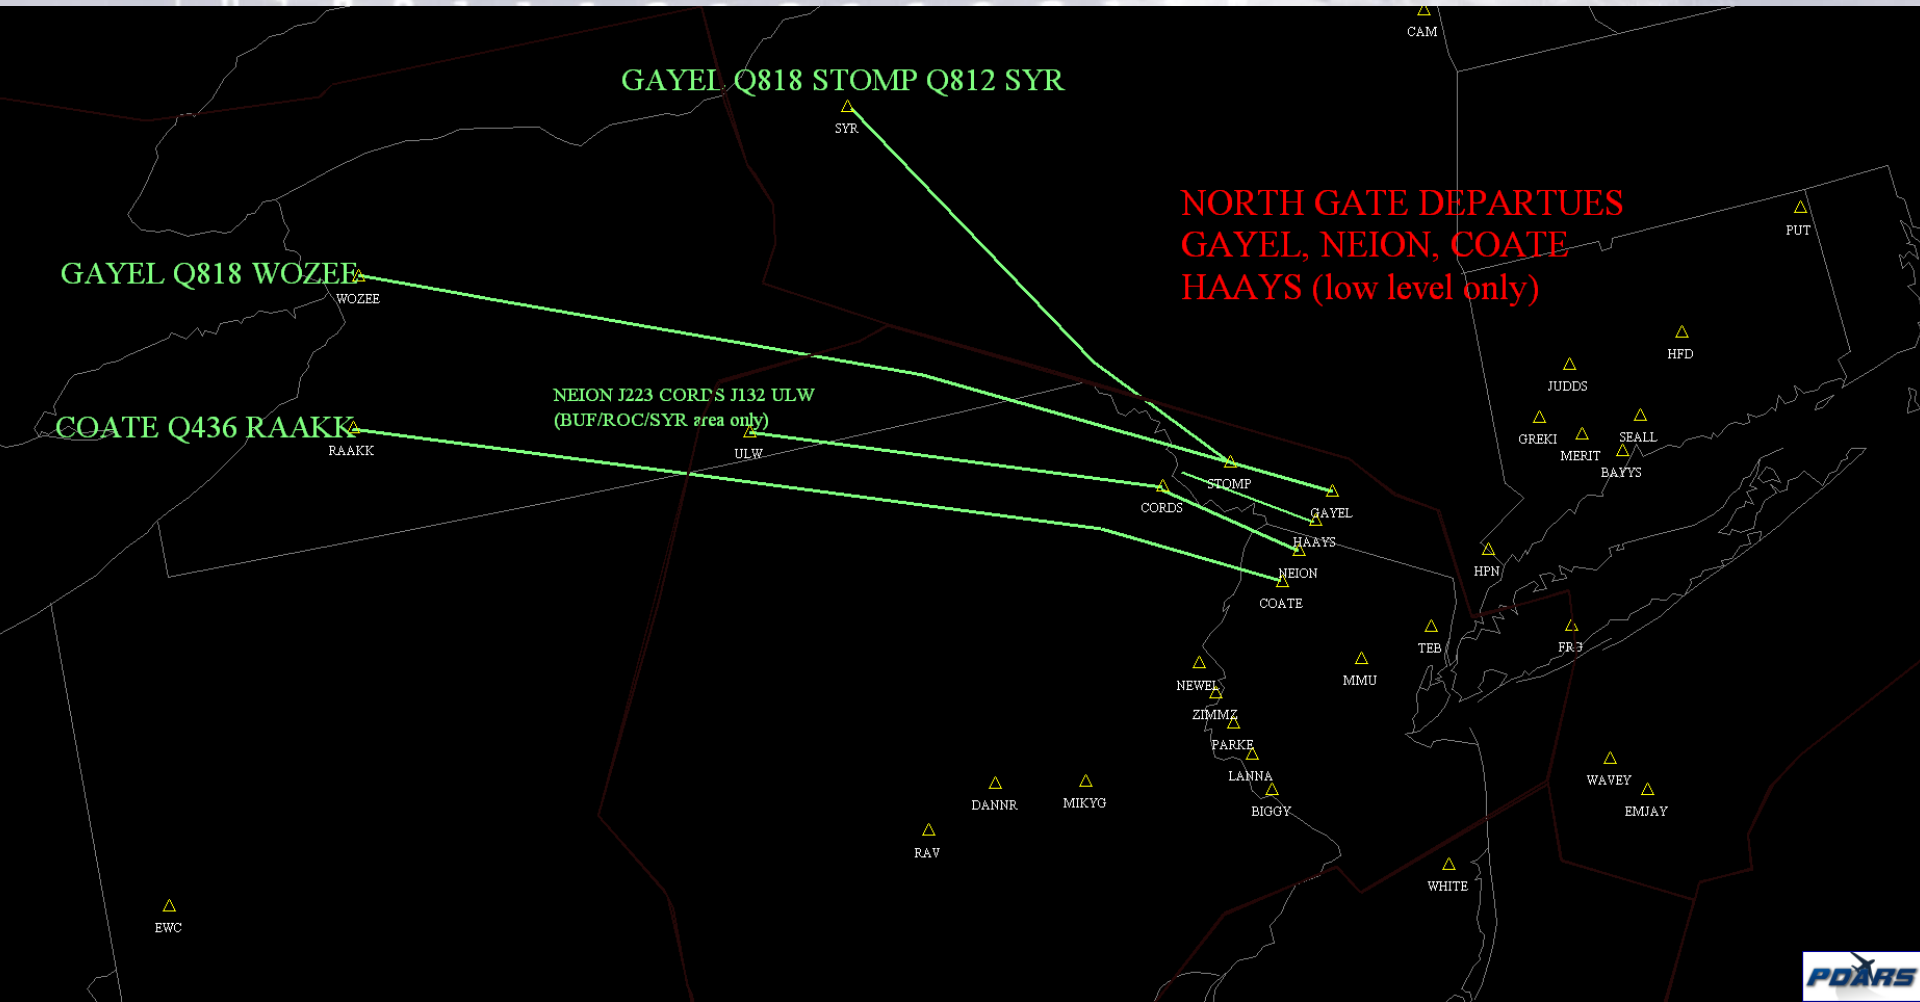 CAM
GAYEL Q818 STOMP Q812 SYR
SYR
NORTH GATE DEPARTUES
GAYEL, NEION, COATE
HAAYS (low level only)
PUT
GAYEL Q818 WOZEE
WOZEE
HFD
JUDDS
NEION J223 CORDS J132 ULW
(BUF/ROC/SYR area only)
COATE Q436 RAAKK
RAAKK
ULW
GREKI
MERIT
SEALL
BAYYS
STOMP
CORDS
GAYEL
HAAYS
NEION
COATE
HPN
TEB
FRG
MMU
NEWEL
ZIMMZ
PARKE
LANNA
BIGGY
WAVEY
EMJAY
DANNR
MIKYG
RAV
WHITE
EWC
PDARS